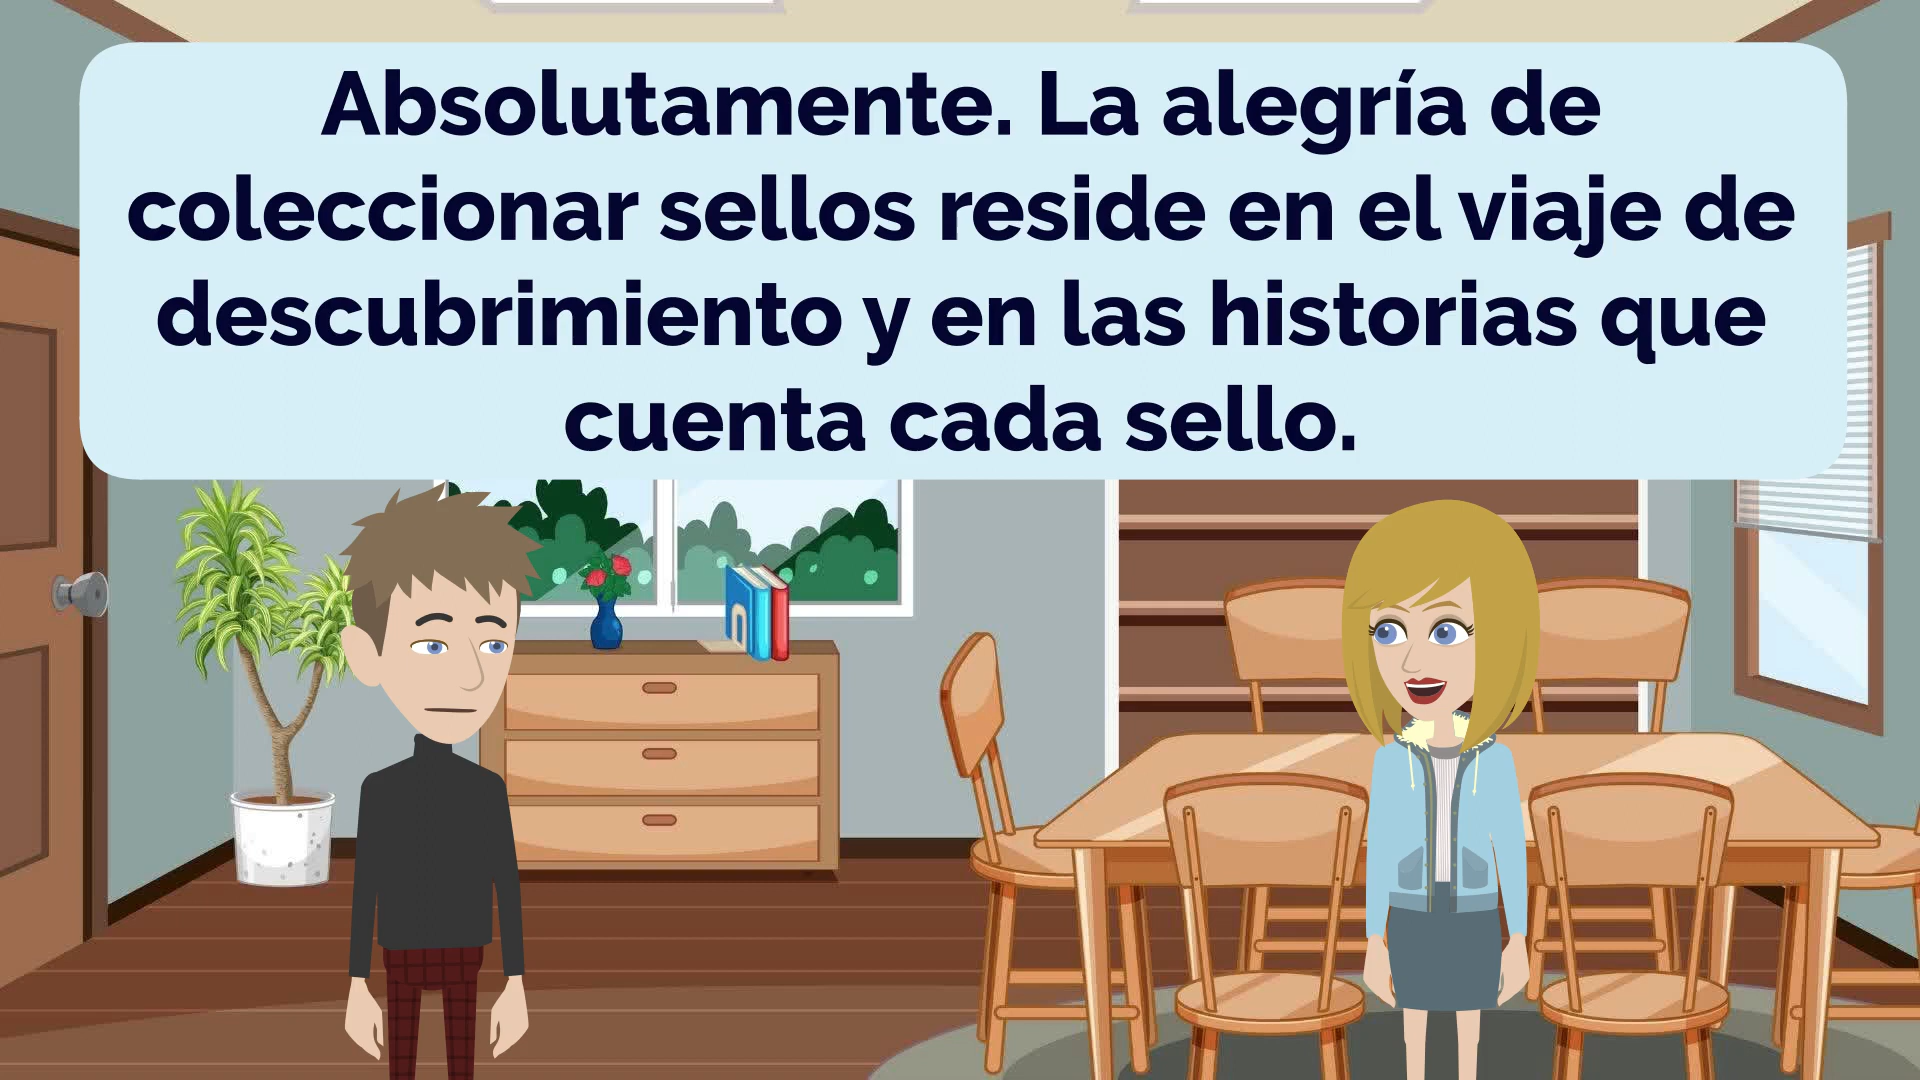 Absolutamente. La alegría de
coleccionar sellos reside en el viaje de
descubrimiento y en las historias que
cuenta cada sello.